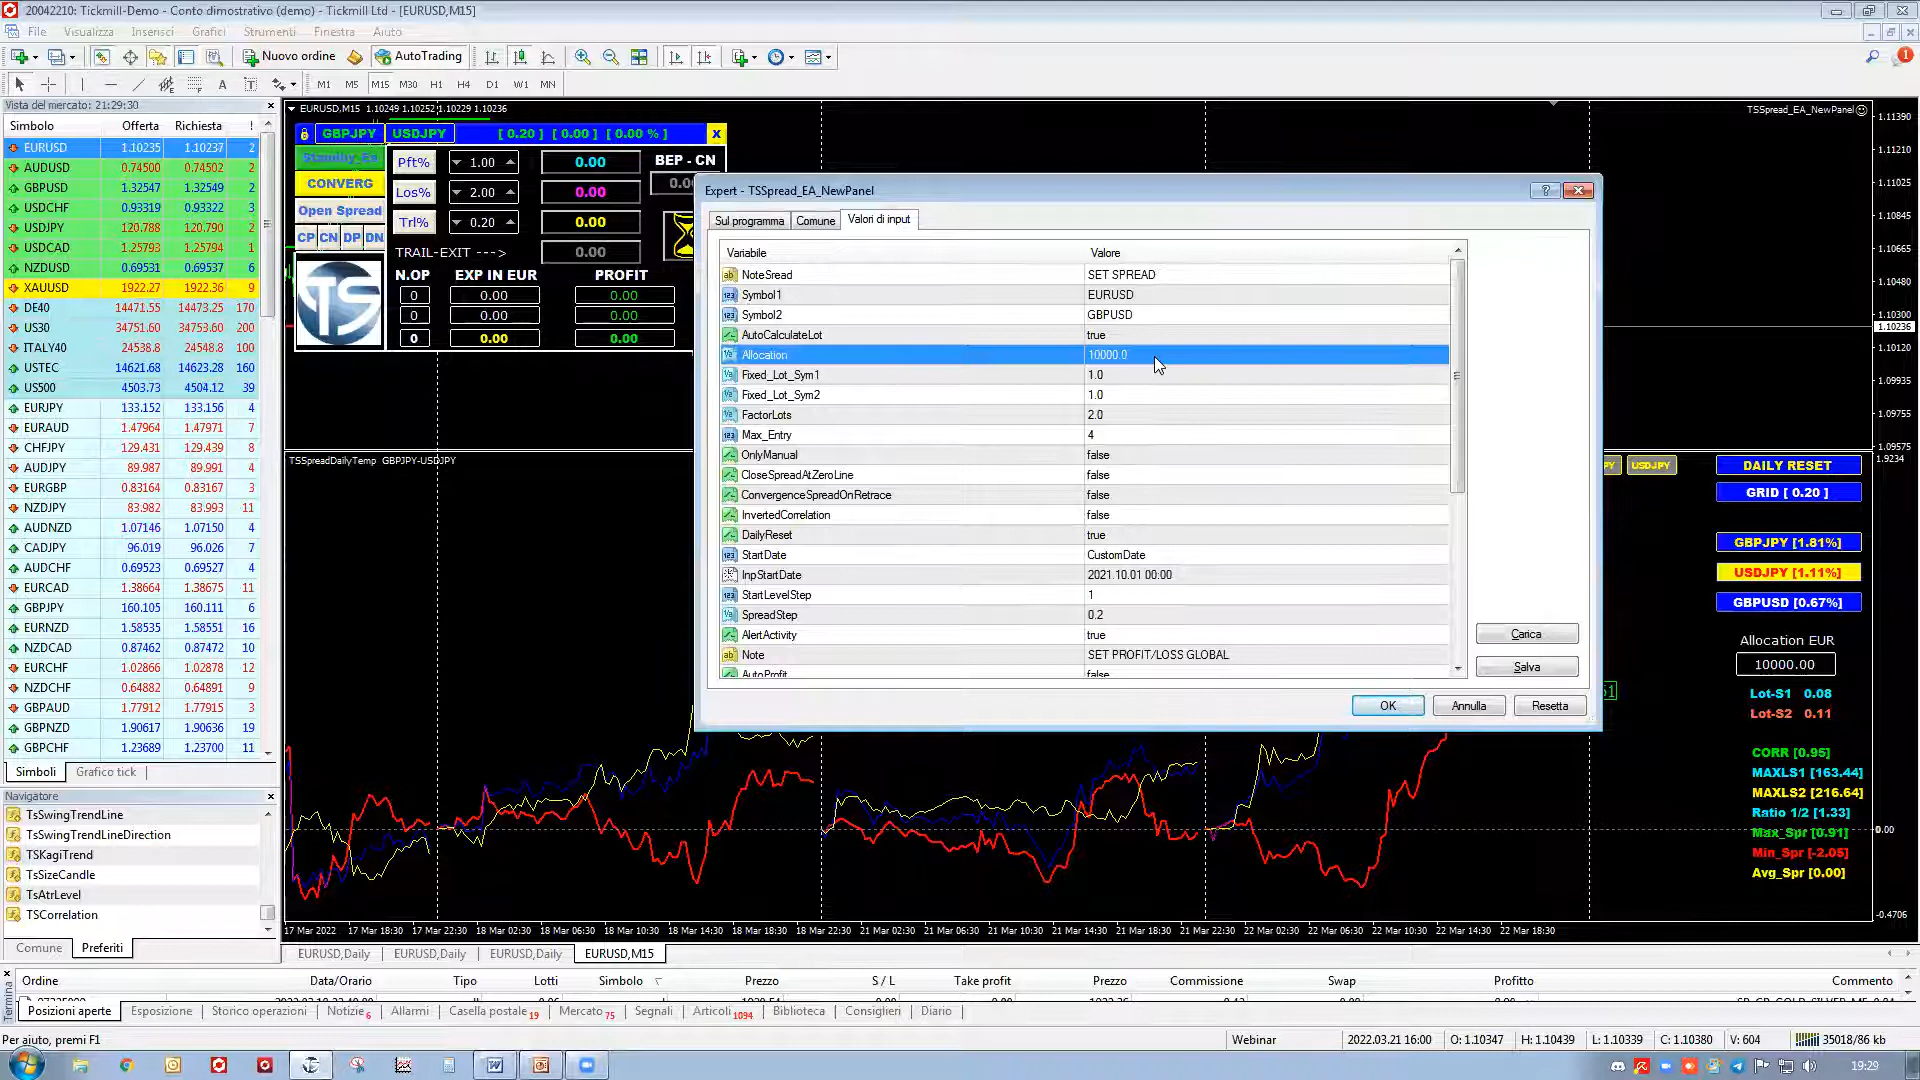 20042210: Tickmill-Demo - Conto dimostrativo (demo) - Tickmill Ltd - [EURUSD,M15]
File Visualizza Inserisci Grafici Strumenti Finestra Aiuto
Nuovo ordine AutoTrading
M1 M5 M15 M30 H1 H4 D1 W1 MN
Vista del mercato: 21:29:30
Simbolo Offerta Richiesta !
EURUSD 1.10235 1.10237 2
AUDUSD 0.74500 0.74502 2
GBPUSD 1.32547 1.32549 2
USDCHF 0.93319 0.93322 3
USDJPY 120.788 120.790 2
USDCAD 1.25793 1.25794 1
NZDUSD 0.69531 0.69537 6
XAUUSD 1922.27 1922.36 9
DE40 14471.55 14473.25 170
US30 34751.60 34753.60 200
ITALY40 24538.8 24548.8 100
USTEC 14621.68 14623.28 160
US500 4503.73 4504.12 39
EURJPY 133.152 133.156 4
EURAUD 1.47964 1.47971 7
CHFJPY 129.431 129.439 8
AUDJPY 89.987 89.991 4
EURGBP 0.83164 0.83167 3
NZDJPY 83.982 83.993 11
AUDNZD 1.07146 1.07150 4
CADJPY 96.019 96.026 7
AUDCHF 0.69523 0.69527 4
EURCAD 1.38664 1.38675 11
GBPJPY 160.105 160.111 6
EURNZD 1.58535 1.58551 16
NZDCAD 0.87462 0.87472 10
EURCHF 1.02866 1.02878 12
NZDCHF 0.64882 0.64891 9
GBPAUD 1.77912 1.77915 3
GBPNZD 1.90617 1.90636 19
GBPCHF 1.23689 1.23700 11
Simboli Grafico tick
Navigatore
TsSwingTrendLine
TsSwingTrendLineDirection
TSKagiTrend
TsSizeCandle
TsAtrLevel
TSCorrelation
Comune Preferiti
EURUSD,M15 1.10249 1.10252 1.10229 1.10236
TSSpread_EA_NewPanel
GBPJPY USDJPY [ 0.20 ] [ 0.00 ] [ 0.00 % ] X
Standby_Ea
CONVERG
Open Spread
CP CN DP DN
Pft% 1.00 0.00 BEP - CN
Los% 2.00 0.00
Trl% 0.20 0.00
TRAIL-EXIT ---> 0.00
N.OP EXP IN EUR PROFIT
0 0.00 0.00
0 0.00 0.00
0 0.00 0.00
TS
TSSpreadDailyTemp GBPJPY-USDJPY
Expert - TSSpread_EA_NewPanel
Sul programma Comune Valori di input
Variabile Valore
NoteSread SET SPREAD
Symbol1 EURUSD
Symbol2 GBPUSD
AutoCalculateLot true
Allocation 10000.0
Fixed_Lot_Sym1 1.0
Fixed_Lot_Sym2 1.0
FactorLots 2.0
Max_Entry 4
OnlyManual false
CloseSpreadAtZeroLine false
ConvergenceSpreadOnRetrace false
InvertedCorrelation false
DailyReset true
StartDate CustomDate
InpStartDate 2021.10.01 00:00
StartLevelStep 1
SpreadStep 0.2
AlertActivity true
Note SET PROFIT/LOSS GLOBAL
AutoProfit false
Carica
Salva
OK Annulla Resetta
1.11390
1.11210
1.11025
1.10845
1.10665
1.10480
1.10300
1.10236
1.10120
1.09935
1.09755
1.09575
1.9234
0.00
-0.4706
USDJPY
DAILY RESET
GRID [ 0.20 ]
GBPJPY [1.81%]
USDJPY [1.11%]
GBPUSD [0.67%]
Allocation EUR
10000.00
Lot-S1 0.08
Lot-S2 0.11
CORR [0.95]
MAXLS1 [163.44]
MAXLS2 [216.64]
Ratio 1/2 [1.33]
Max_Spr [0.91]
Min_Spr [-2.05]
Avg_Spr [0.00]
17 Mar 2022 17 Mar 18:30 17 Mar 22:30 18 Mar 02:30 18 Mar 06:30 18 Mar 10:30 18 Mar 14:30 18 Mar 18:30 18 Mar 22:30 21 Mar 02:30 21 Mar 06:30 21 Mar 10:30 21 Mar 14:30 21 Mar 18:30 21 Mar 22:30 22 Mar 02:30 22 Mar 06:30 22 Mar 10:30 22 Mar 14:30 22 Mar 18:30
EURUSD,Daily EURUSD,Daily EURUSD,Daily EURUSD,M15
Ordine Data/Orario Tipo Lotti Simbolo Prezzo S / L Take profit Prezzo Commissione Swap Profitto Commento
Posizioni aperte Esposizione Storico operazioni Notizie 6 Allarmi Casella postale 19 Mercato 75 Segnali Articoli 1094 Biblioteca Consiglieri Diario
Per aiuto, premi F1 Webinar 2022.03.21 16:00 O: 1.10347 H: 1.10439 L: 1.10339 C: 1.10380 V: 604 35018/86 kb
19:29